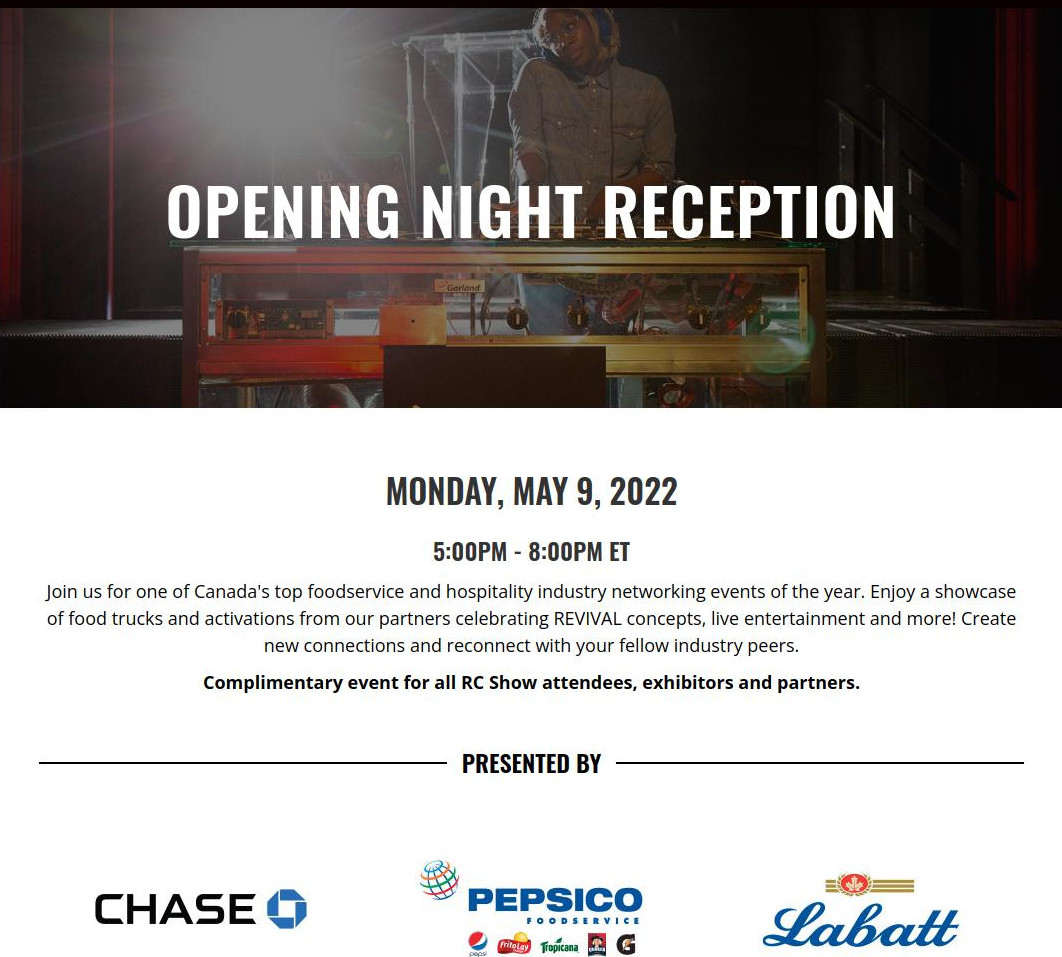 OPENING NIGHT RECEPTION
Garland
MONDAY, MAY 9, 2022
5:00PM - 8:00PM ET
Join us for one of Canada's top foodservice and hospitality industry networking events of the year. Enjoy a showcase
of food trucks and activations from our partners celebrating REVIVAL concepts, live entertainment and more! Create
new connections and reconnect with your fellow industry peers.
Complimentary event for all RC Show attendees, exhibitors and partners.
PRESENTED BY
CHASE
PEPSICO
FOODSERVICE
Labatt
pepsi
FritoLay
Tropicana
QUAKER
G